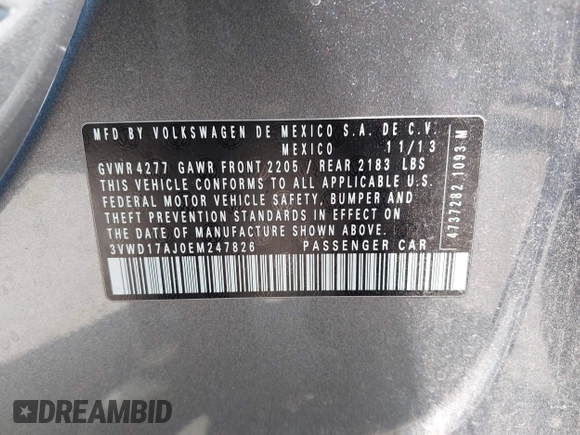 MFD BY VOLKSWAGEN DE MEXICO S.A. DE C.V.
MEXICO 11/13
GVWR 4277 GAWR FRONT 2205 / REAR 2183 LBS
THIS VEHICLE CONFORMS TO ALL APPLICABLE U.S.
FEDERAL MOTOR VEHICLE SAFETY, BUMPER AND
THEFT PREVENTION STANDARDS IN EFFECT ON
THE DATE OF MANUFACTURE SHOWN ABOVE.
3VWD17AJ0EM247826 PASSENGER CAR
4737282 1093 M
DREAMBID